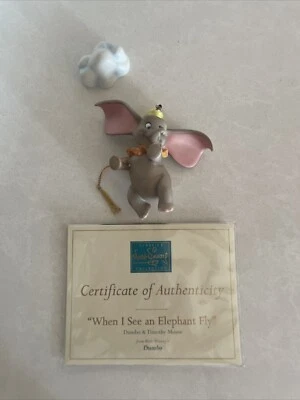 Certificate of Authenticity
"When I See an Elephant Fly"
Dumbo & Timothy Mouse
Dumbo